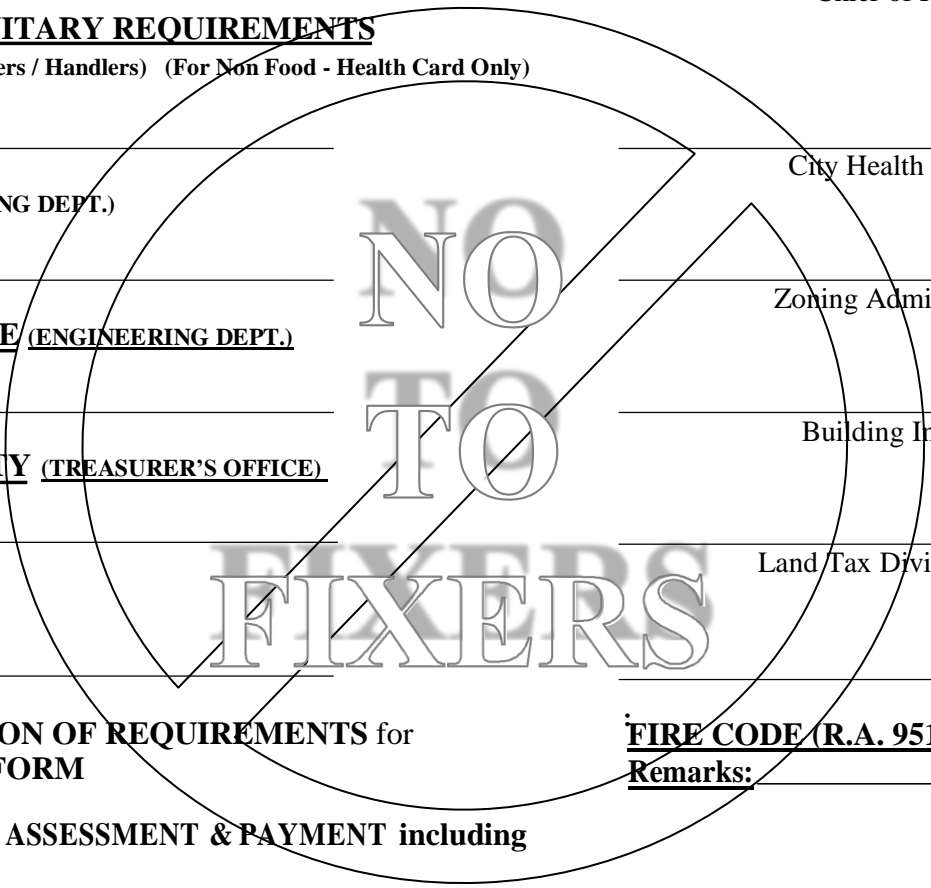 ITARY REQUIREMENTS
ers / Handlers) (For Non Food - Health Card Only)
City Health
NG DEPT.)
NO
Zoning Admi
E (ENGINEERING DEPT.)
TO
Building In
TY (TREASURER'S OFFICE)
Land Tax Divi
FIXERS
ON OF REQUIREMENTS for
FORM
:
FIRE CODE (R.A. 951
Remarks:
ASSESSMENT & PAYMENT including